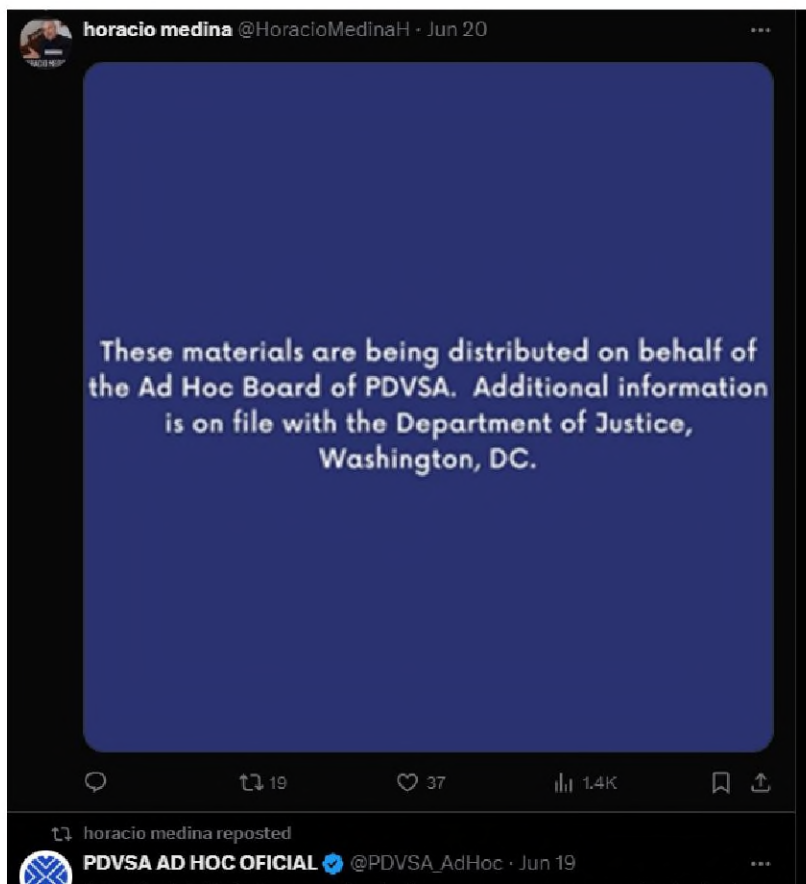 horacio medina @HoracioMedinaH · Jun 20
These materials are being distributed on behalf of
the Ad Hoc Board of PDVSA. Additional information
is on file with the Department of Justice,
Washington, DC.
19 37 1.4K
horacio medina reposted
PDVSA AD HOC OFICIAL @PDVSA_AdHoc · Jun 19